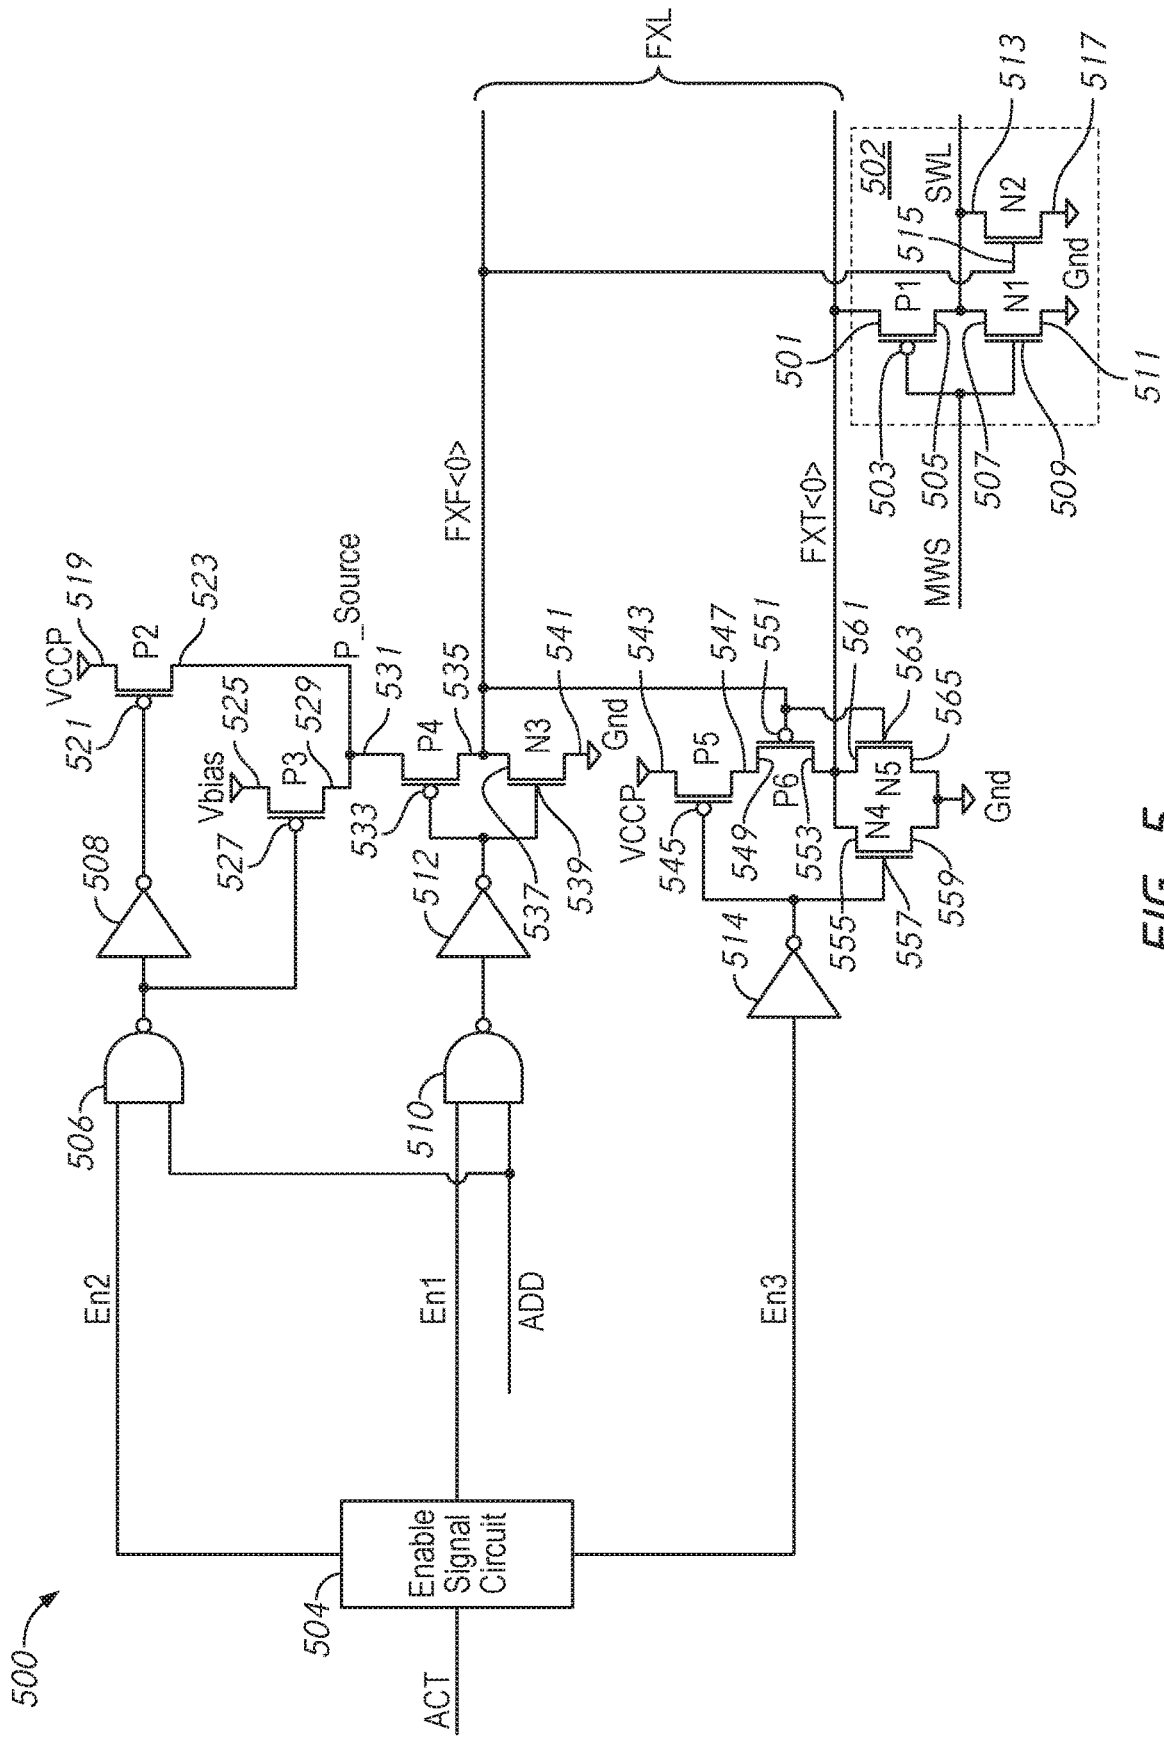 500
ACT
504
Enable
Signal
Circuit
En2
En1
ADD
En3
506
508
510
512
514
VCCP
519
521
P2
523
Vbias
525
527
P3
529
P_Source
531
533
P4
535
537
N3
539
541
Gnd
VCCP
543
545
P5
547
549
P6
551
553
555
N4
557
559
561
N5
563
565
Gnd
FXF<0>
FXT<0>
FXL
MWS
502
SWL
501
503
P1
505
507
N1
509
511
Gnd
513
N2
515
517
FIG. 5